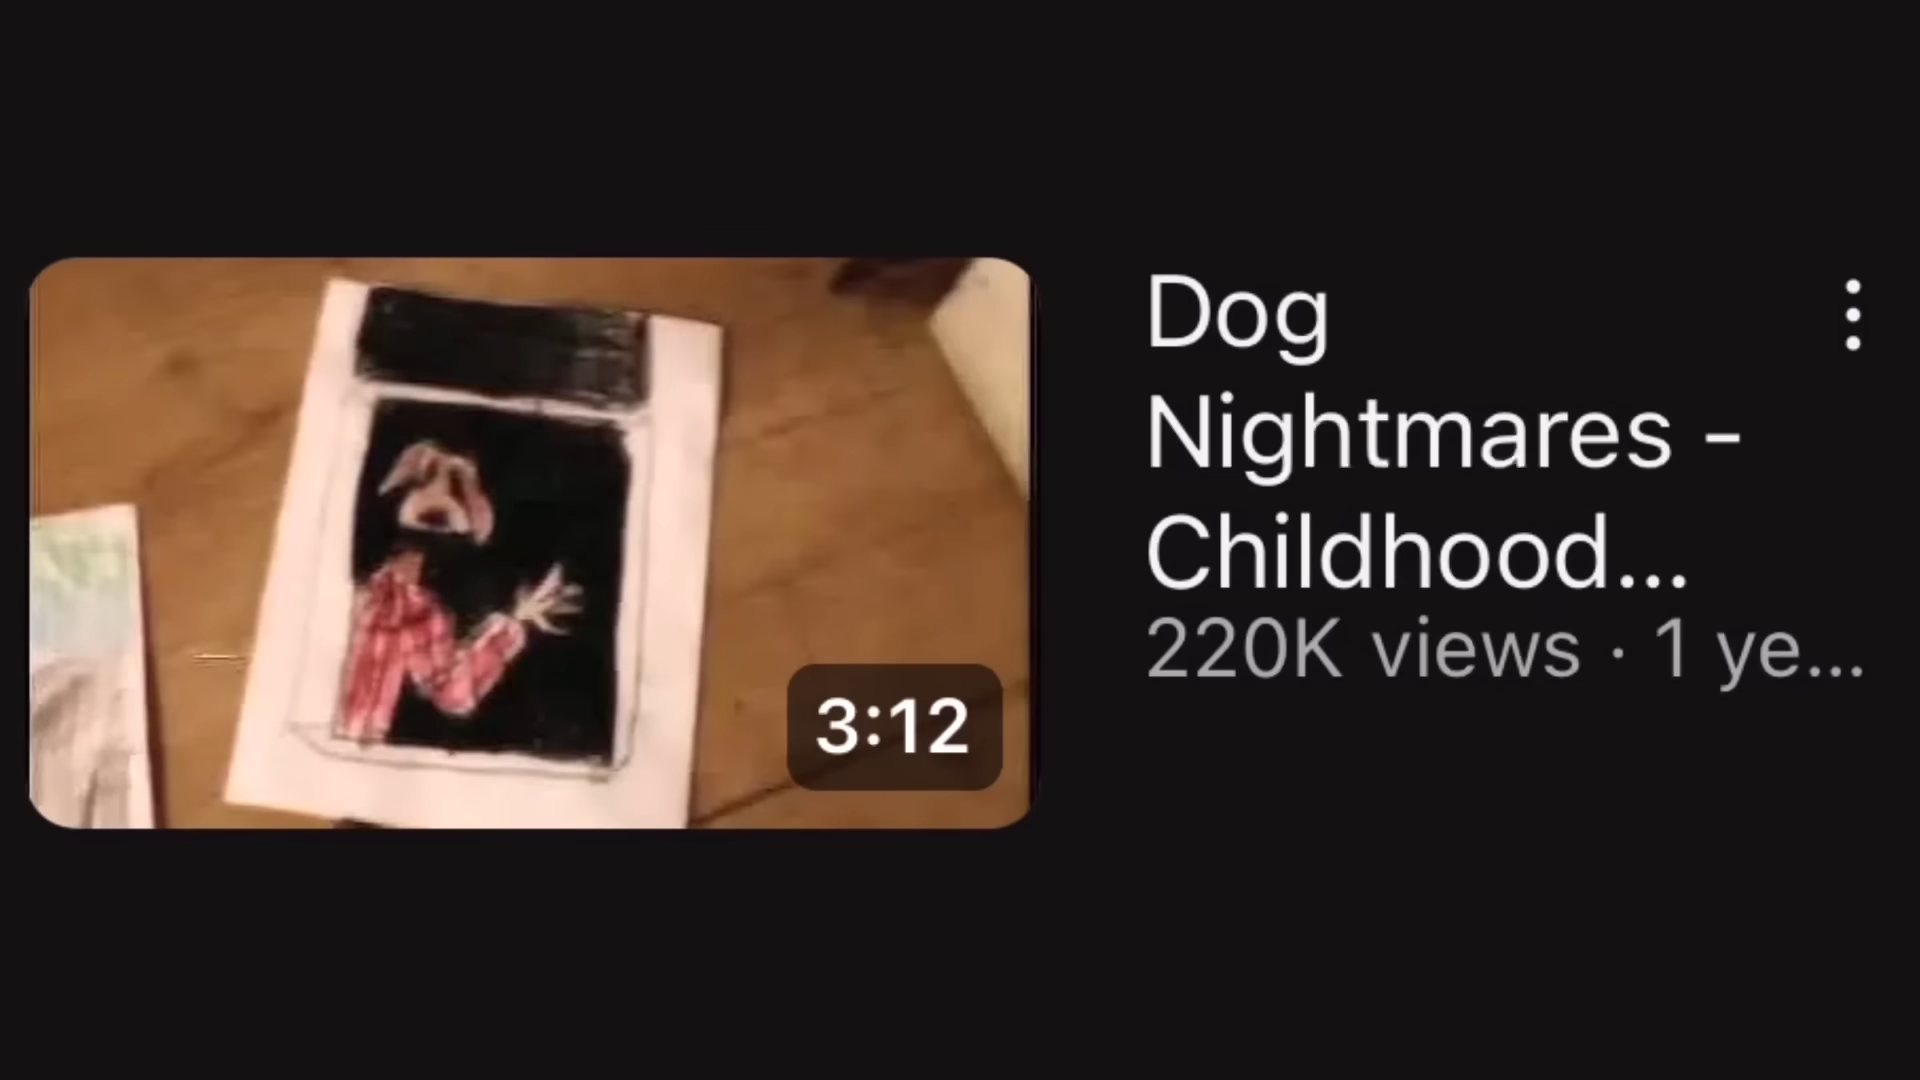 3:12
Dog
Nightmares -
Childhood...
220K views · 1 ye...